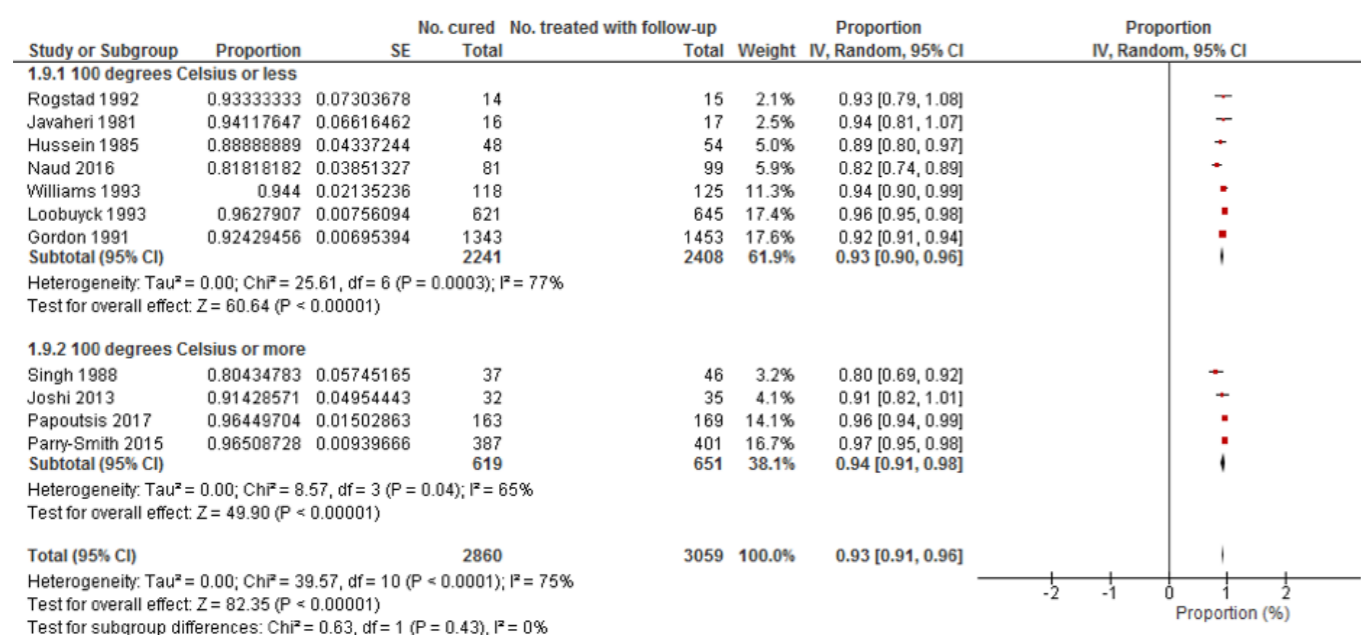 No. cured No. treated with follow-up Proportion Proportion
Study or Subgroup Proportion SE Total Total Weight IV, Random, 95% CI IV, Random, 95% CI
1.9.1 100 degrees Celsius or less
Rogstad 1992 0.93333333 0.07303678 14 15 2.1% 0.93 [0.79, 1.08]
Javaheri 1981 0.94117647 0.06616462 16 17 2.5% 0.94 [0.81, 1.07]
Hussein 1985 0.88888889 0.04337244 48 54 5.0% 0.89 [0.80, 0.97]
Naud 2016 0.81818182 0.03851327 81 99 5.9% 0.82 [0.74, 0.89]
Williams 1993 0.944 0.02135236 118 125 11.3% 0.94 [0.90, 0.99]
Loobuyck 1993 0.9627907 0.00756094 621 645 17.4% 0.96 [0.95, 0.98]
Gordon 1991 0.92429456 0.00695394 1343 1453 17.6% 0.92 [0.91, 0.94]
Subtotal (95% CI) 2241 2408 61.9% 0.93 [0.90, 0.96]
Heterogeneity: Tau² = 0.00; Chi² = 25.61, df = 6 (P = 0.0003); I² = 77%
Test for overall effect: Z = 60.64 (P < 0.00001)
1.9.2 100 degrees Celsius or more
Singh 1988 0.80434783 0.05745165 37 46 3.2% 0.80 [0.69, 0.92]
Joshi 2013 0.91428571 0.04954443 32 35 4.1% 0.91 [0.82, 1.01]
Papoutsis 2017 0.96449704 0.01502863 163 169 14.1% 0.96 [0.94, 0.99]
Parry-Smith 2015 0.96508728 0.00939666 387 401 16.7% 0.97 [0.95, 0.98]
Subtotal (95% CI) 619 651 38.1% 0.94 [0.91, 0.98]
Heterogeneity: Tau² = 0.00; Chi² = 8.57, df = 3 (P = 0.04); I² = 65%
Test for overall effect: Z = 49.90 (P < 0.00001)
Total (95% CI) 2860 3059 100.0% 0.93 [0.91, 0.96]
Heterogeneity: Tau² = 0.00; Chi² = 39.57, df = 10 (P < 0.0001); I² = 75%
Test for overall effect: Z = 82.35 (P < 0.00001)
Test for subgroup differences: Chi² = 0.63, df = 1 (P = 0.43), I² = 0%
-2 -1 0 1 2
Proportion (%)